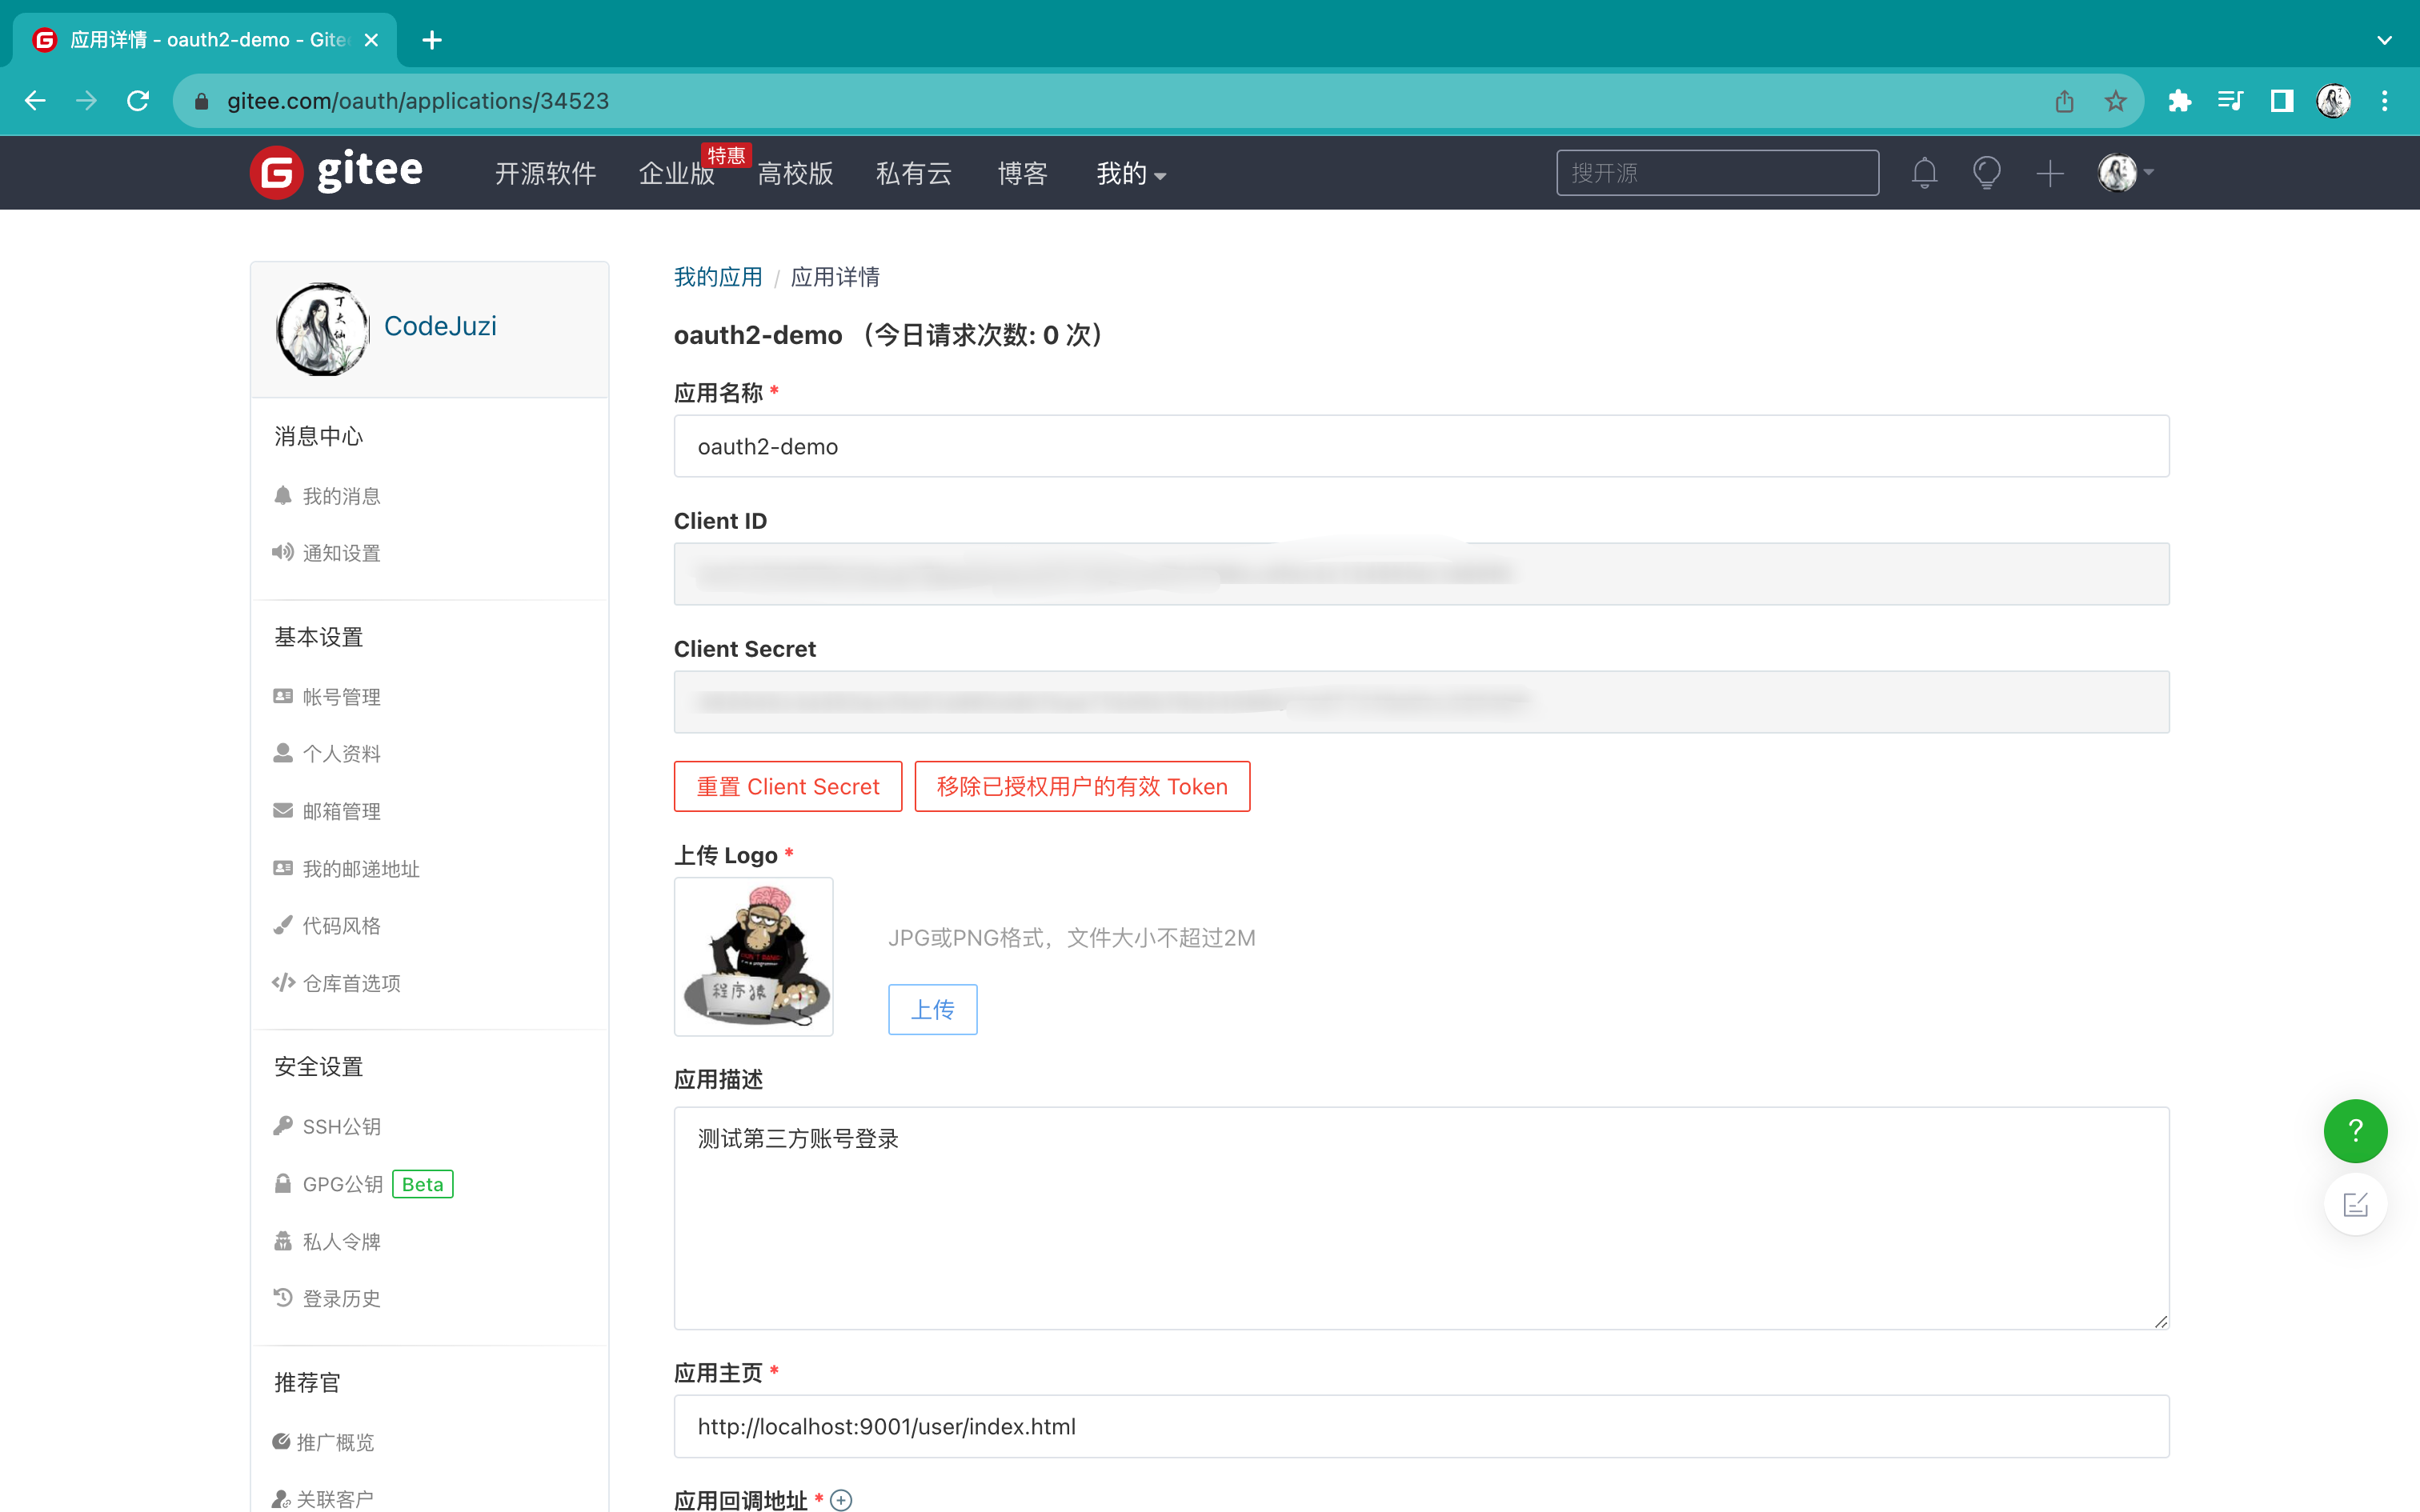 应用详情 - oauth2-demo - Gite
gitee.com/oauth/applications/34523
gitee
开源软件
企业版
特惠
高校版
私有云
博客
我的
搜开源
CodeJuzi
消息中心
我的消息
通知设置
基本设置
帐号管理
个人资料
邮箱管理
我的邮递地址
代码风格
仓库首选项
安全设置
SSH公钥
GPG公钥 Beta
私人令牌
登录历史
推荐官
推广概览
关联客户
我的应用 / 应用详情
oauth2-demo （今日请求次数: 0 次）
应用名称 *
oauth2-demo
Client ID
Client Secret
重置 Client Secret
移除已授权用户的有效 Token
上传 Logo *
程序猿
JPG或PNG格式，文件大小不超过2M
上传
应用描述
测试第三方账号登录
应用主页 *
http://localhost:9001/user/index.html
应用回调地址 *